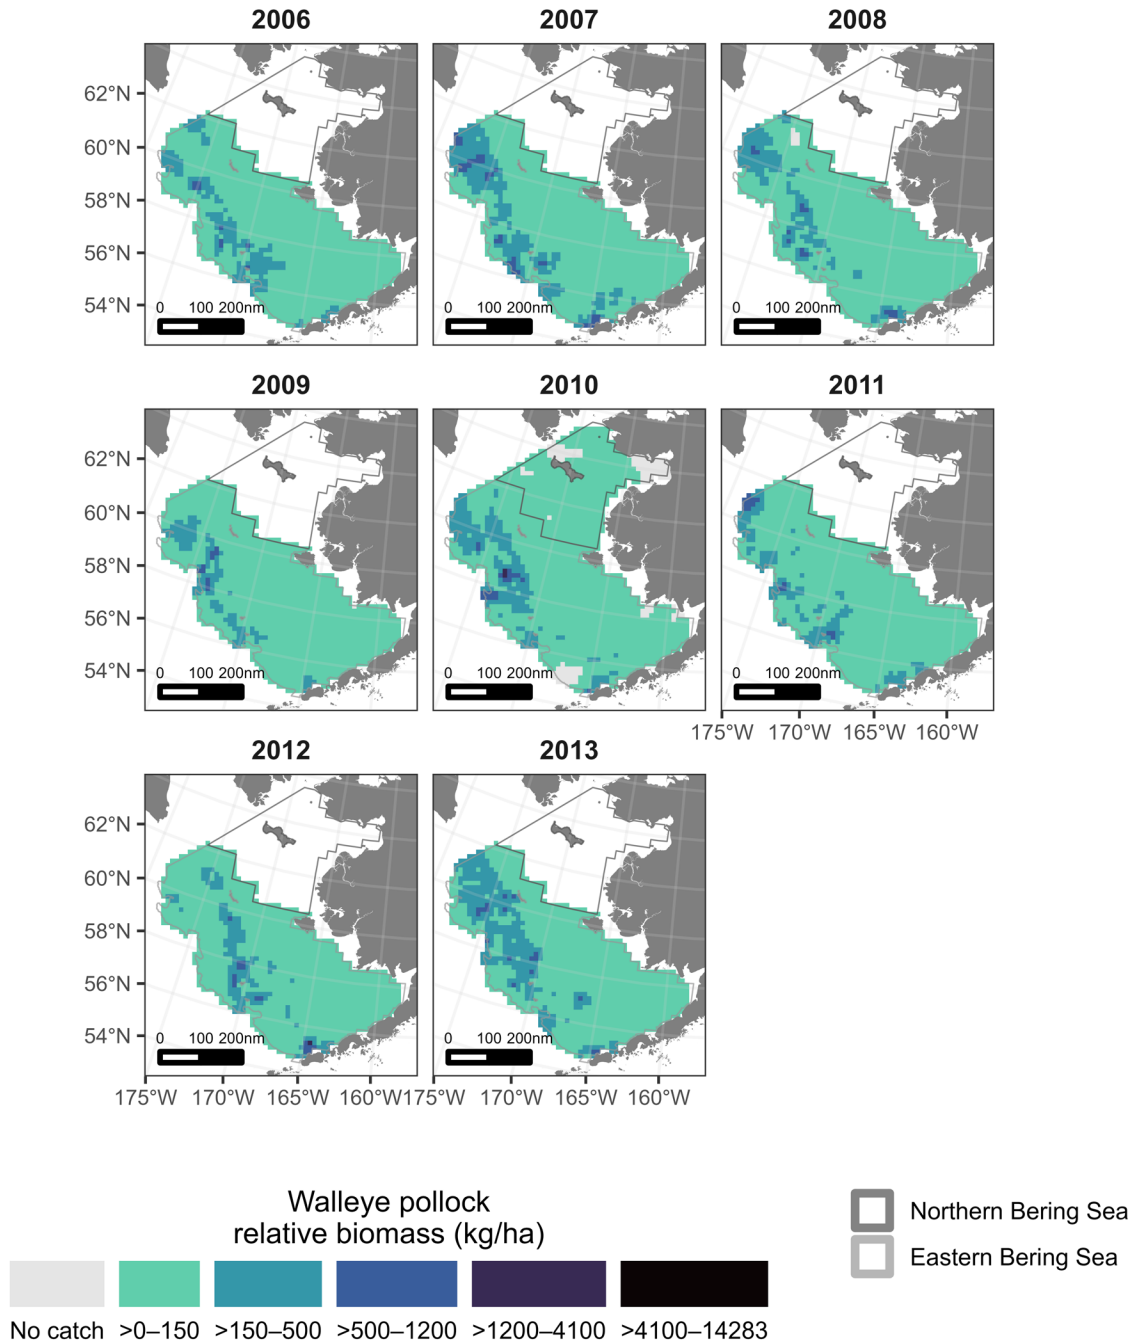 2006 2007 2008
62°N
60°N
58°N
56°N
54°N
0 100 200nm 0 100 200nm 0 100 200nm
2009 2010 2011
62°N
60°N
58°N
56°N
54°N
0 100 200nm 0 100 200nm 0 100 200nm
175°W 170°W 165°W 160°W
2012 2013
62°N
60°N
58°N
56°N
54°N
0 100 200nm 0 100 200nm
175°W 170°W 165°W 160°W 175°W 170°W 165°W 160°W
Walleye pollock
relative biomass (kg/ha)
Northern Bering Sea
Eastern Bering Sea
No catch >0–150 >150–500 >500–1200 >1200–4100 >4100–14283